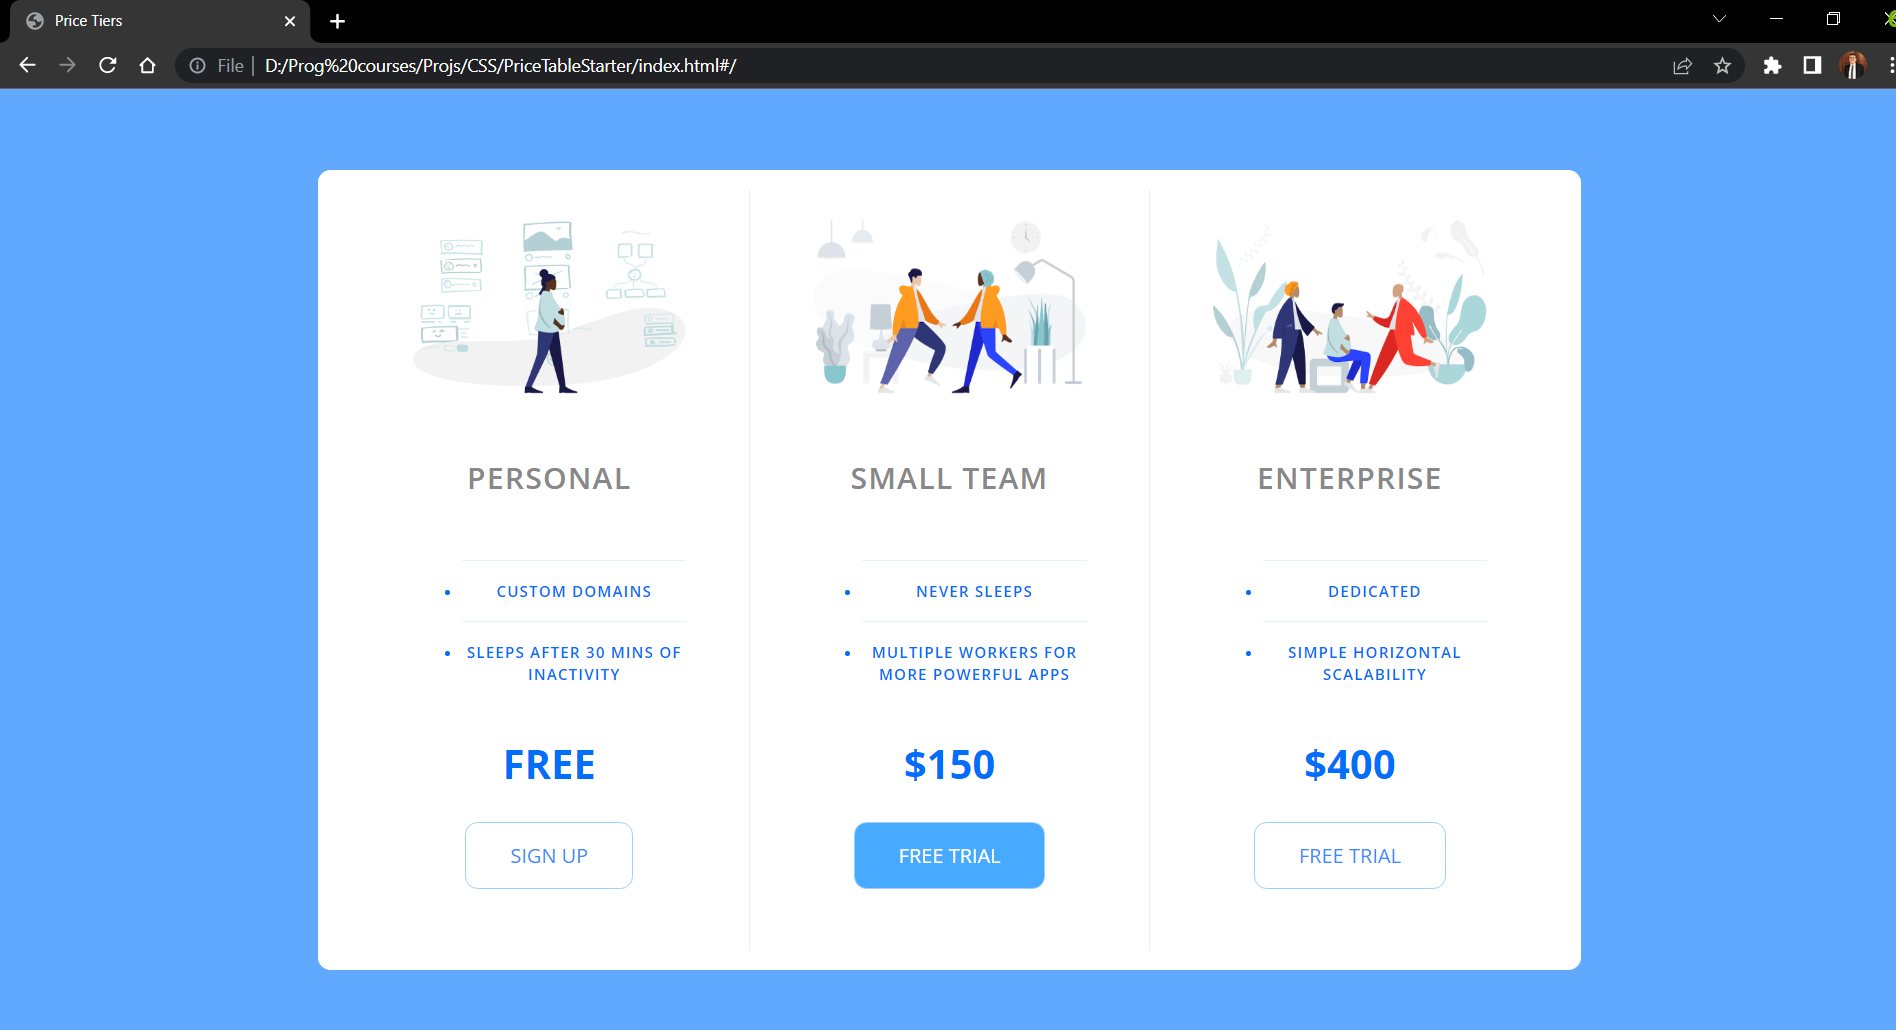 Price Tiers
File
D:/Prog%20courses/Projs/CSS/PriceTableStarter/index.html#/
PERSONAL
CUSTOM DOMAINS
SLEEPS AFTER 30 MINS OF
INACTIVITY
FREE
SIGN UP
SMALL TEAM
NEVER SLEEPS
MULTIPLE WORKERS FOR
MORE POWERFUL APPS
$150
FREE TRIAL
ENTERPRISE
DEDICATED
SIMPLE HORIZONTAL
SCALABILITY
$400
FREE TRIAL